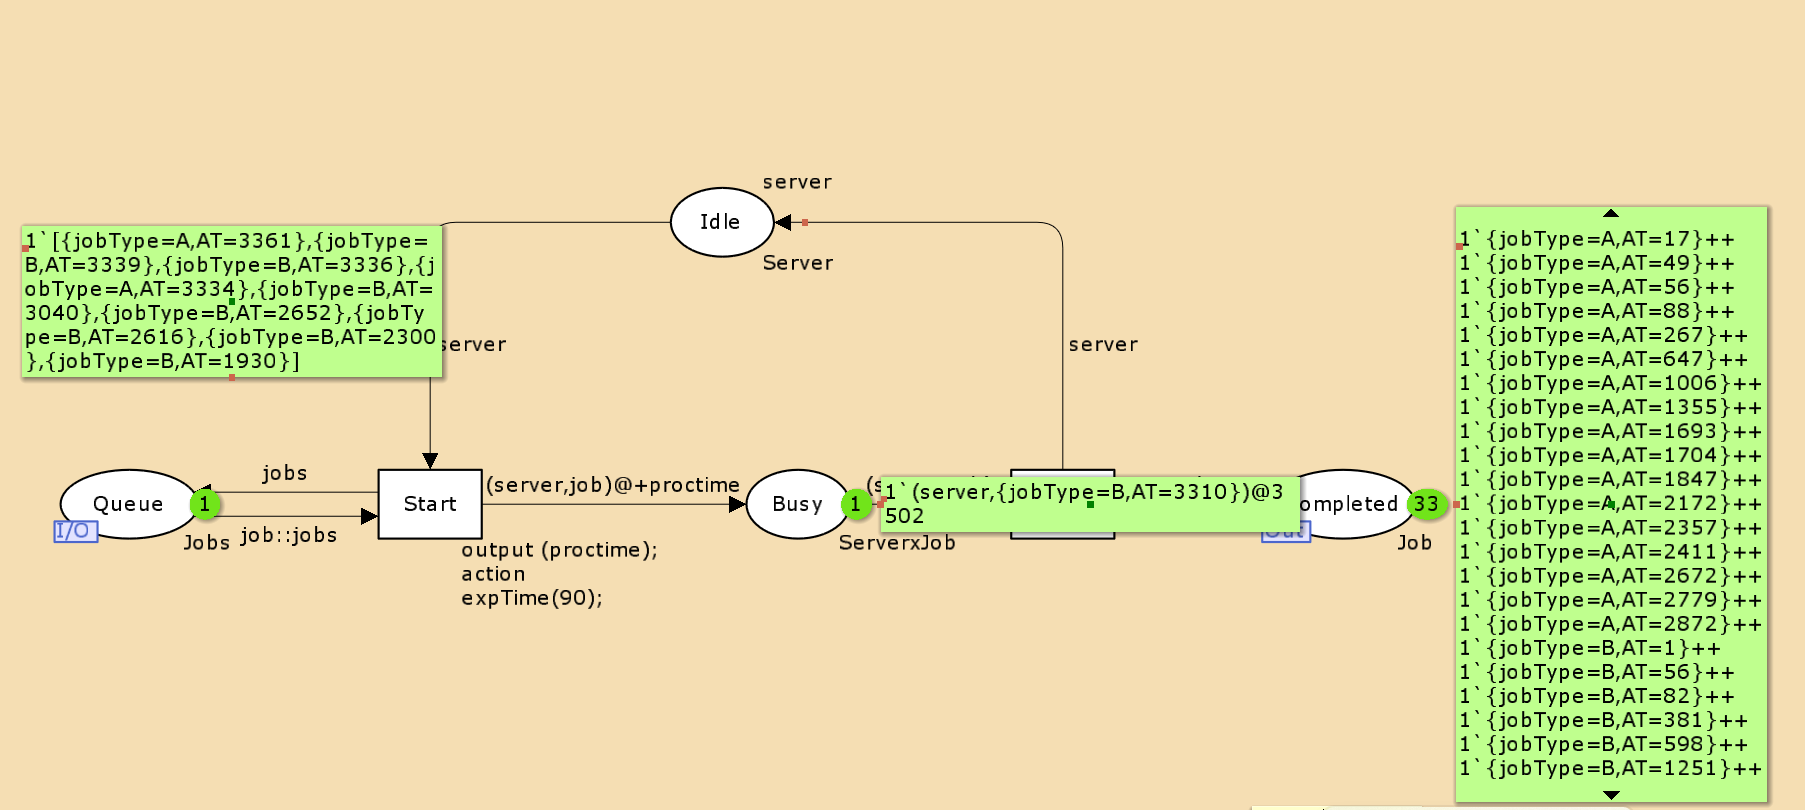 server
Idle
Server
1`[{jobType=A,AT=3361},{jobType=
B,AT=3339},{jobType=B,AT=3336},{j
obType=A,AT=3334},{jobType=B,AT=
3040},{jobType=B,AT=2652},{jobTy
pe=B,AT=2616},{jobType=B,AT=2300
},{jobType=B,AT=1930}]
server
server
jobs
Queue
1
I/O
Jobs
job::jobs
Start
(server,job)@+proctime
output (proctime);
action
expTime(90);
Busy
1
ServerxJob
1`(server,{jobType=B,AT=3310})@3
502
ompleted
33
Out
Job
1`{jobType=A,AT=17}++
1`{jobType=A,AT=49}++
1`{jobType=A,AT=56}++
1`{jobType=A,AT=88}++
1`{jobType=A,AT=267}++
1`{jobType=A,AT=647}++
1`{jobType=A,AT=1006}++
1`{jobType=A,AT=1355}++
1`{jobType=A,AT=1693}++
1`{jobType=A,AT=1704}++
1`{jobType=A,AT=1847}++
1`{jobType=A,AT=2172}++
1`{jobType=A,AT=2357}++
1`{jobType=A,AT=2411}++
1`{jobType=A,AT=2672}++
1`{jobType=A,AT=2779}++
1`{jobType=A,AT=2872}++
1`{jobType=B,AT=1}++
1`{jobType=B,AT=56}++
1`{jobType=B,AT=82}++
1`{jobType=B,AT=381}++
1`{jobType=B,AT=598}++
1`{jobType=B,AT=1251}++